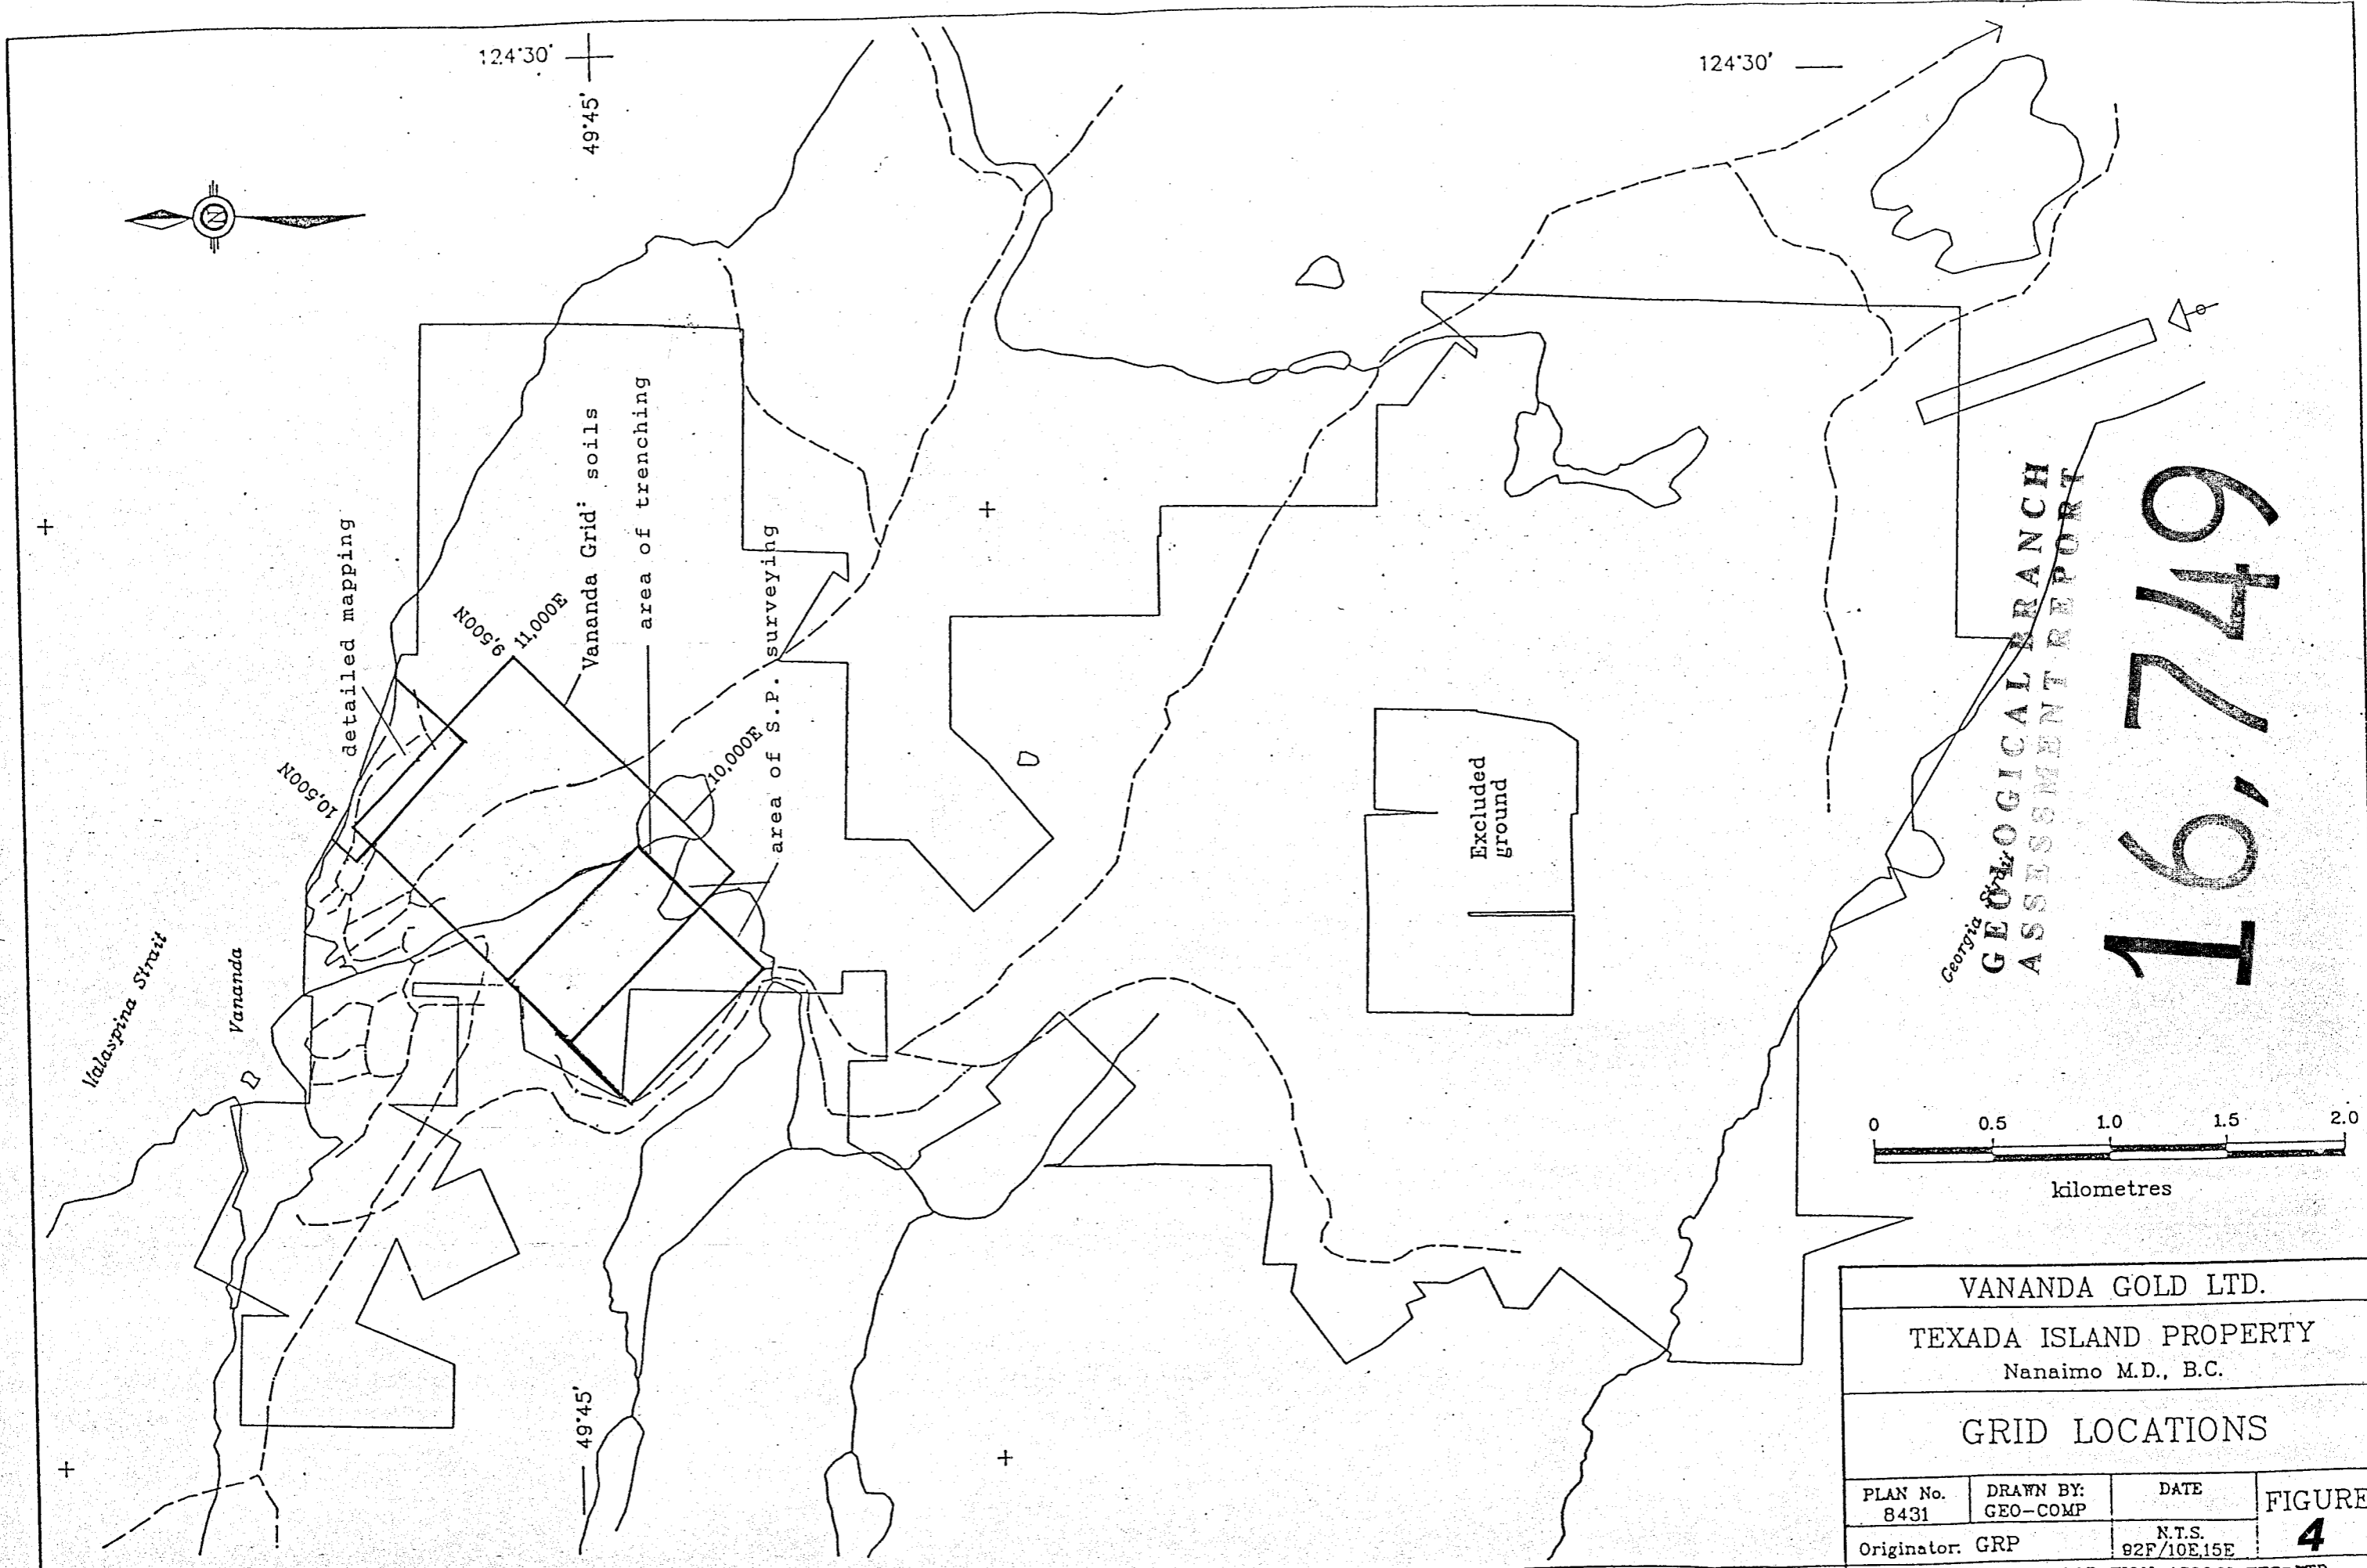 124°30'
49°45'
124°30'
N
detailed mapping
Vananda Grid: soils
area of trenching
area of S.P. surveying
9,500N
11,000E
10,500N
10,000E
Malaspina Strait
Vananda
Excluded
ground
Georgia Strait
GEOLOGICAL BRANCH
ASSESSMENT REPORT
16,749
49°45'
0 0.5 1.0 1.5 2.0
kilometres
VANANDA GOLD LTD.
TEXADA ISLAND PROPERTY
Nanaimo M.D., B.C.
GRID LOCATIONS
PLAN No.
8431
DRAWN BY:
GEO-COMP
DATE
FIGURE
4
Originator: GRP
N.T.S.
92F/10E,15E